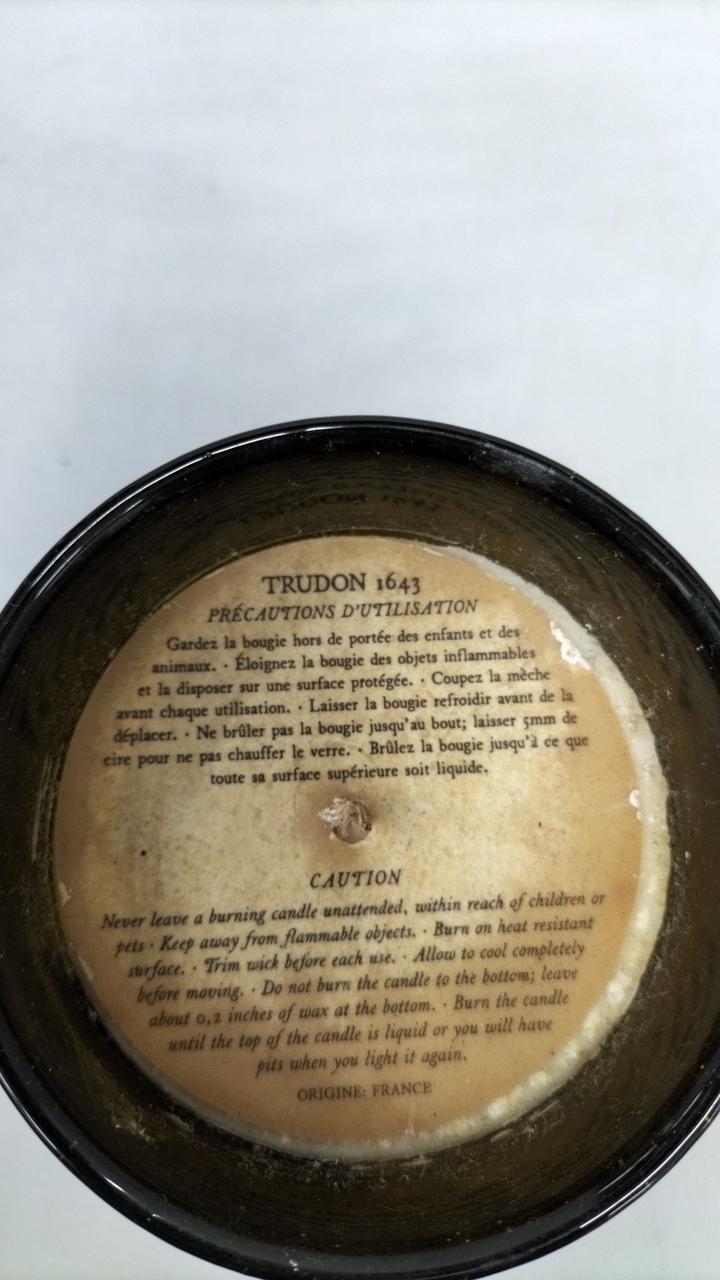 TRUDON 1643
PRÉCAUTIONS D'UTILISATION
Gardez la bougie hors de portée des enfants et des
animaux. · Éloignez la bougie des objets inflammables
et la disposer sur une surface protégée. · Coupez la mèche
avant chaque utilisation. · Laisser la bougie refroidir avant de la
déplacer. · Ne brûler pas la bougie jusqu'au bout; laisser 5mm de
cire pour ne pas chauffer le verre. · Brûlez la bougie jusqu'à ce que
toute sa surface supérieure soit liquide.
CAUTION
Never leave a burning candle unattended, within reach of children or
pets · Keep away from flammable objects. · Burn on heat resistant
surface. · Trim wick before each use. · Allow to cool completely
before moving. · Do not burn the candle to the bottom; leave
about 0,2 inches of wax at the bottom. · Burn the candle
until the top of the candle is liquid or you will have
pits when you light it again.
ORIGINE: FRANCE